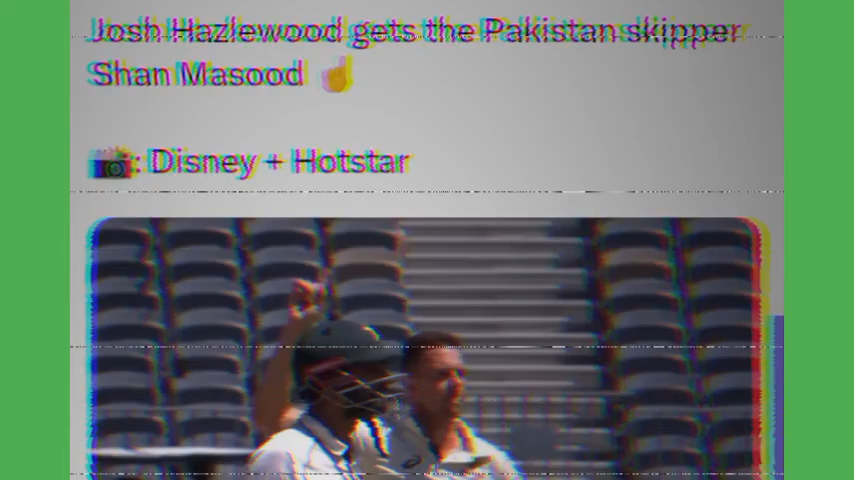 Josh Hazlewood gets the Pakistan skipper
Shan Masood ☝️
📸: Disney + Hotstar